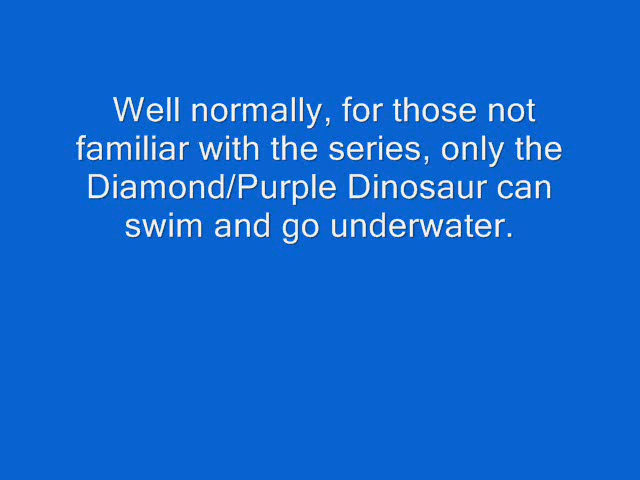 Well normally, for those not
familiar with the series, only the
Diamond/Purple Dinosaur can
swim and go underwater.